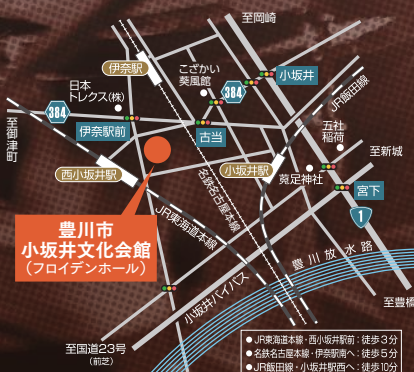 至岡崎
伊奈駅
こざかい
葵風館
小坂井
384
日本
トレクス(株)
384
JR飯田線
伊奈駅前
古当
五社
稲荷
至御津町
至新城
西小坂井駅
小坂井駅
菟足神社
宮下
名鉄名古屋本線
1
JR東海道本線
豊川市
小坂井文化会館
(フロイデンホール)
豊川放水路
小坂井バイパス
至豊橋
至国道23号
(前芝)
●JR東海道本線・西小坂井駅前へ:徒歩3分
●名鉄名古屋本線・伊奈駅南へ:徒歩5分
●JR飯田線・小坂井駅西へ:徒歩10分